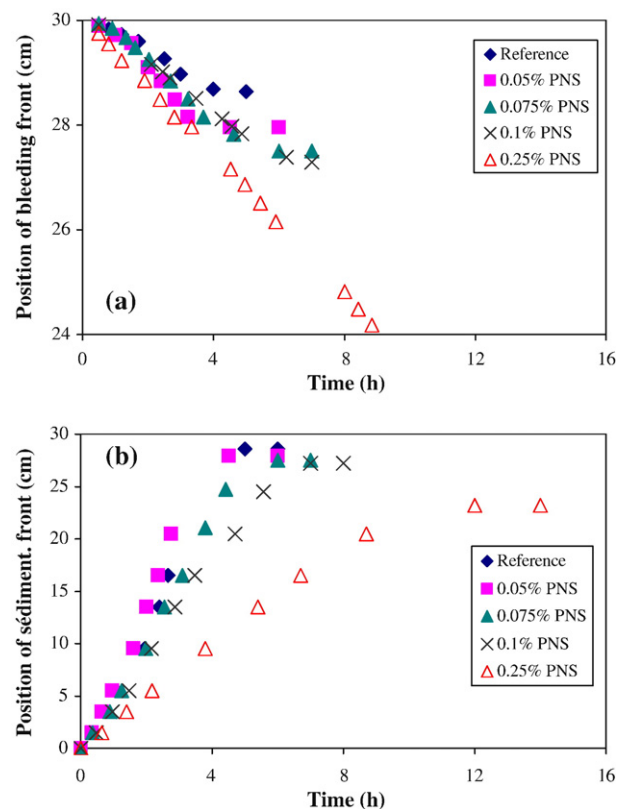 30
28
26
24
Position of bleeding front (cm)
(a)
Reference
0.05% PNS
0.075% PNS
0.1% PNS
0.25% PNS
0 4 8 12 16
Time (h)
30
25
20
15
10
5
0
Position of sédiment. front (cm)
(b)
Reference
0.05% PNS
0.075% PNS
0.1% PNS
0.25% PNS
0 4 8 12 16
Time (h)